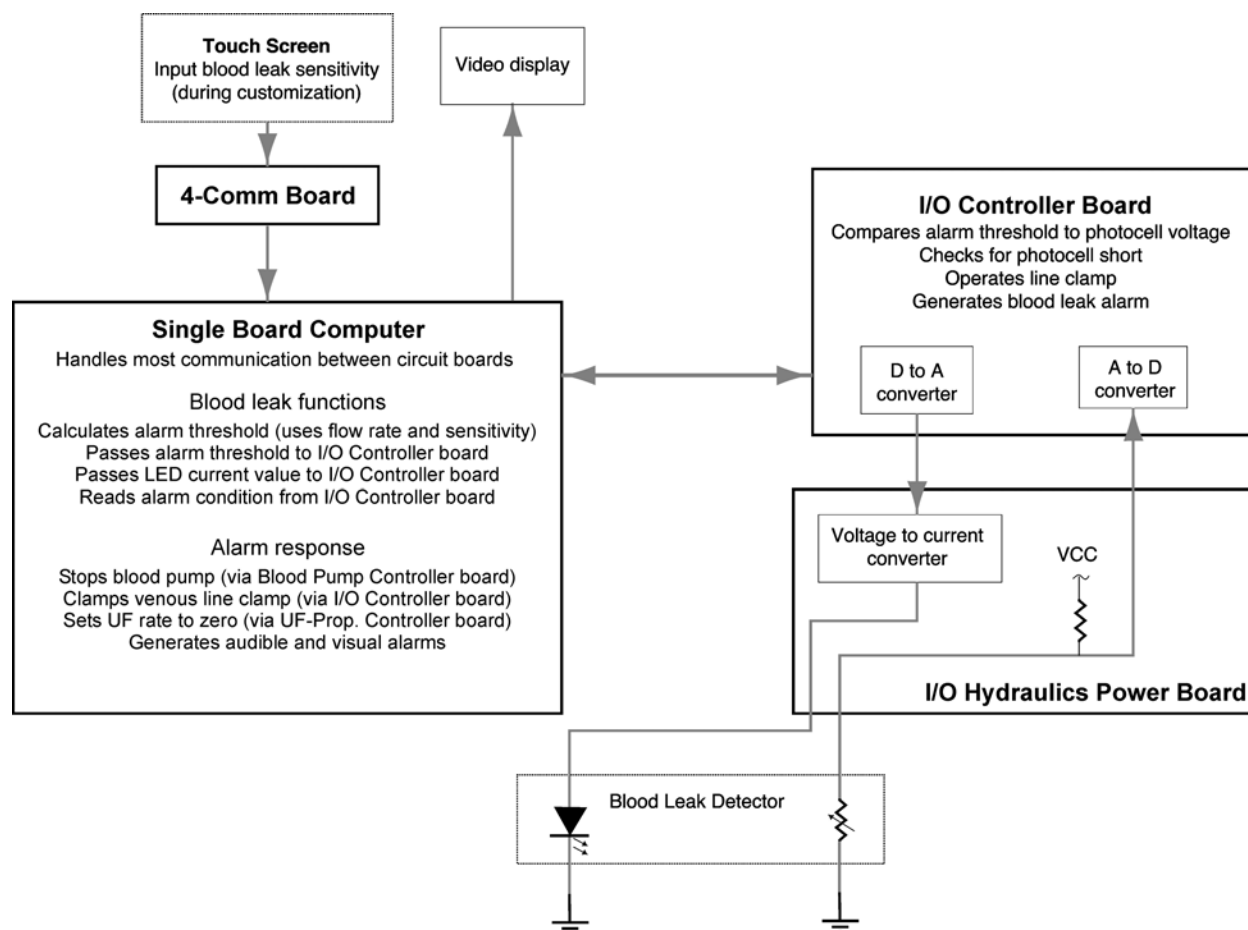 Touch Screen
Input blood leak sensitivity
(during customization)
Video display
4-Comm Board
I/O Controller Board
Compares alarm threshold to photocell voltage
Checks for photocell short
Operates line clamp
Generates blood leak alarm
D to A
converter
A to D
converter
Single Board Computer
Handles most communication between circuit boards
Blood leak functions
Calculates alarm threshold (uses flow rate and sensitivity)
Passes alarm threshold to I/O Controller board
Passes LED current value to I/O Controller board
Reads alarm condition from I/O Controller board
Alarm response
Stops blood pump (via Blood Pump Controller board)
Clamps venous line clamp (via I/O Controller board)
Sets UF rate to zero (via UF-Prop. Controller board)
Generates audible and visual alarms
Voltage to current
converter
VCC
I/O Hydraulics Power Board
Blood Leak Detector